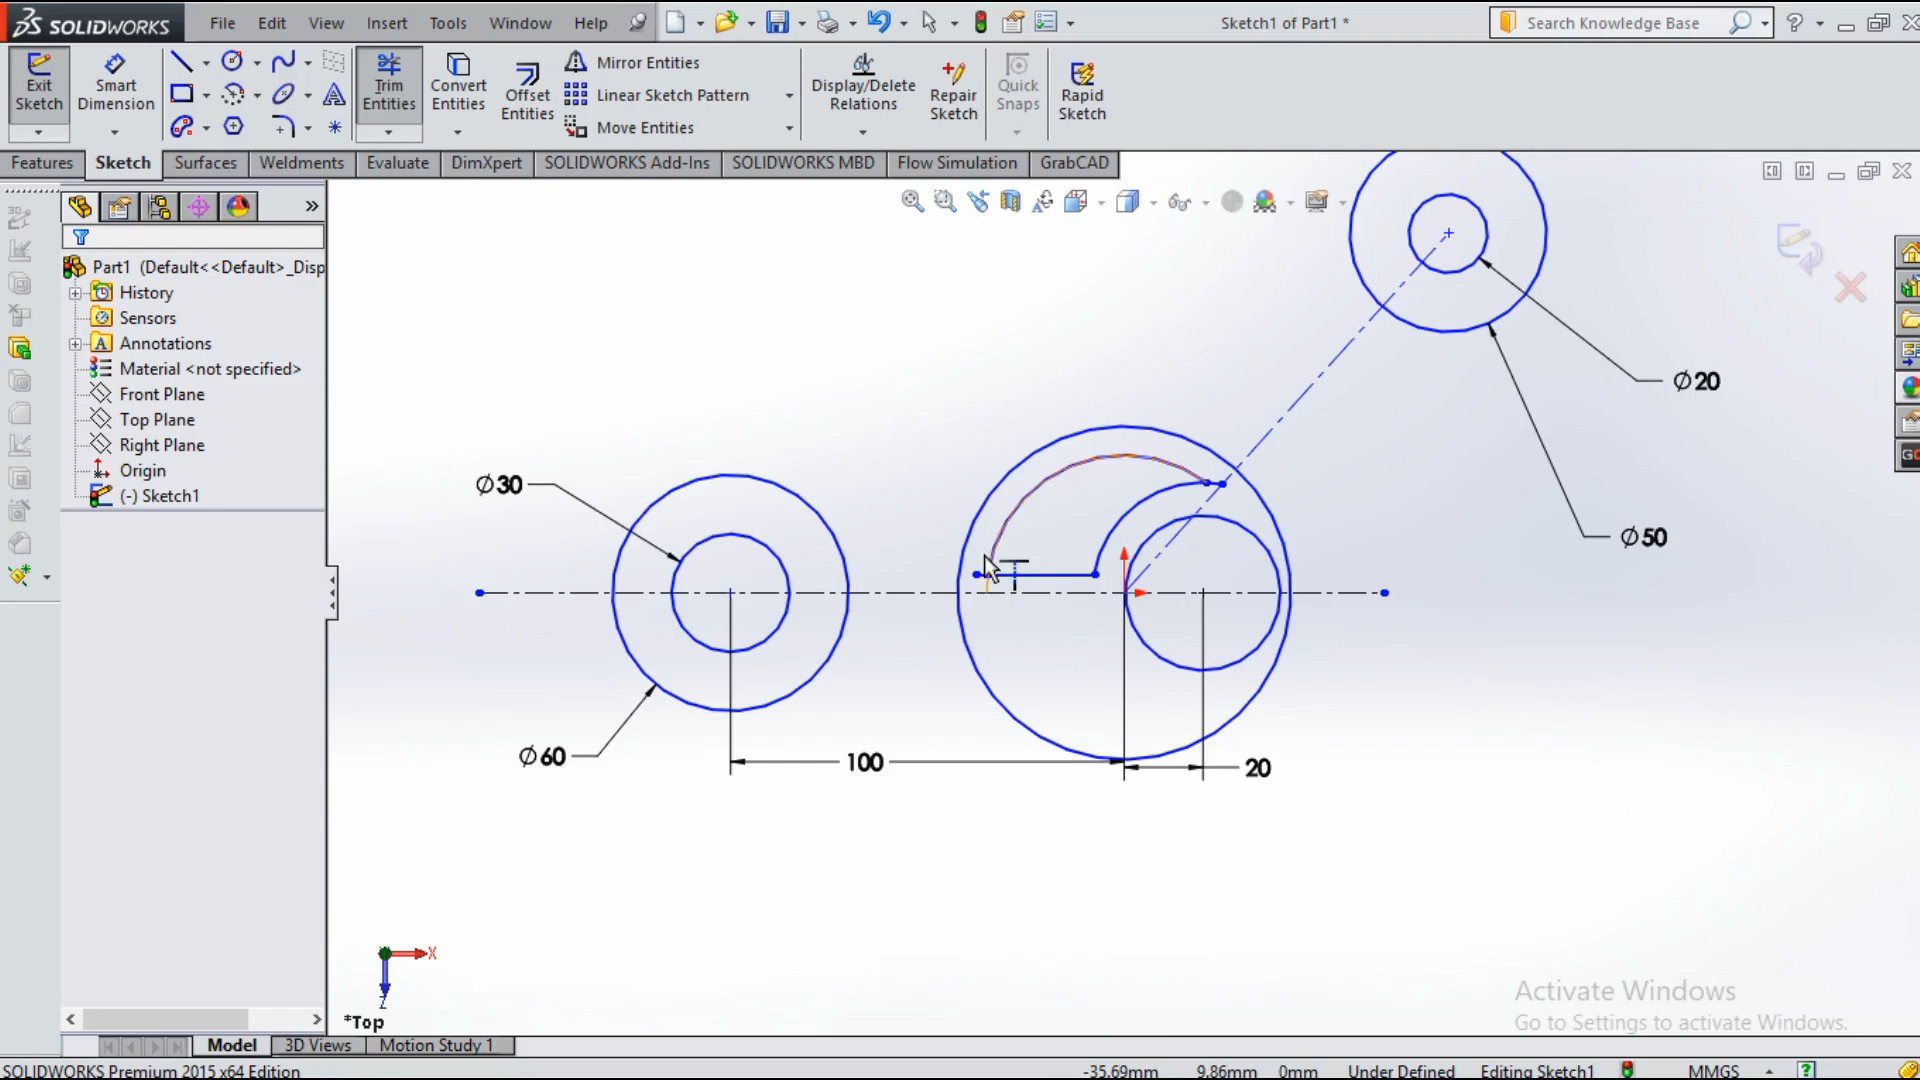 SOLIDWORKS File Edit View Insert Tools Window Help Sketch1 of Part1 * Search Knowledge Base ?
Exit Sketch
Smart Dimension
Trim Entities
Convert Entities
Offset Entities
Mirror Entities
Linear Sketch Pattern
Move Entities
Display/Delete Relations
Repair Sketch
Quick Snaps
Rapid Sketch
Features Sketch Surfaces Weldments Evaluate DimXpert SOLIDWORKS Add-Ins SOLIDWORKS MBD Flow Simulation GrabCAD
Part1 (Default<<Default>_Disp
History
Sensors
Annotations
Material <not specified>
Front Plane
Top Plane
Right Plane
Origin
(-) Sketch1
∅20
∅30
∅50
∅60
100
20
X
Z
*Top
Activate Windows
Go to Settings to activate Windows.
Model 3D Views Motion Study 1
SOLIDWORKS Premium 2015 x64 Edition -35.69mm 9.86mm 0mm Under Defined Editing Sketch1 MMGS ?